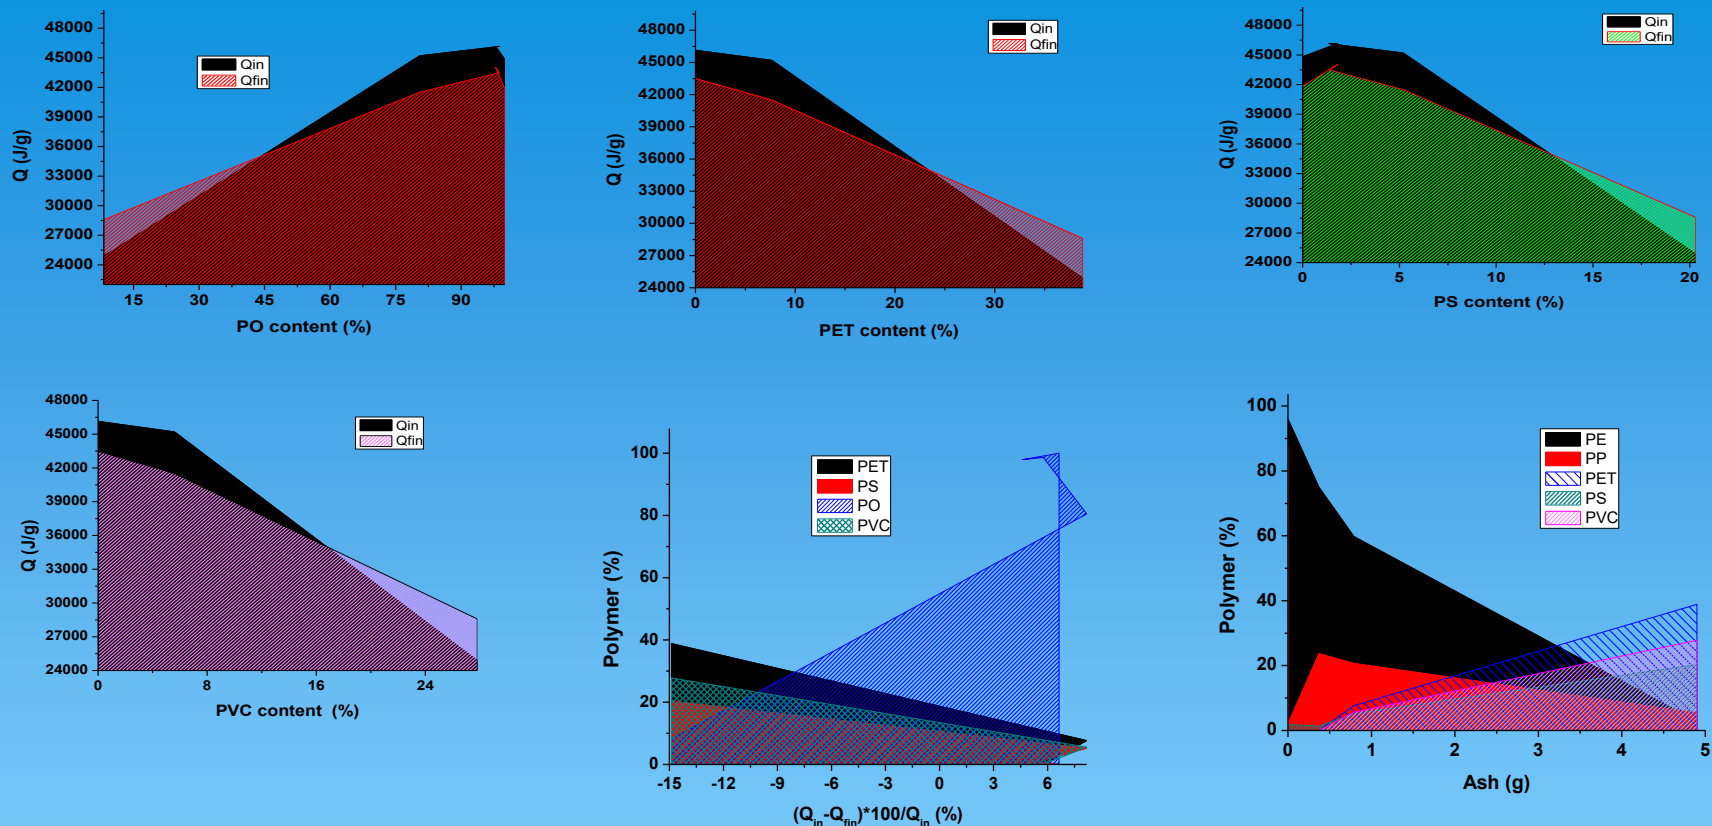 48000
45000
42000
39000
36000
33000
30000
27000
24000
Q (J/g)
15 30 45 60 75 90
PO content (%)
Qin
Qfin
48000
45000
42000
39000
36000
33000
30000
27000
24000
Q (J/g)
0 10 20 30
PET content (%)
Qin
Qfin
48000
45000
42000
39000
36000
33000
30000
27000
24000
Q (J/g)
0 5 10 15 20
PS content (%)
Qin
Qfin
48000
45000
42000
39000
36000
33000
30000
27000
24000
Q (J/g)
0 8 16 24
PVC content (%)
Qin
Qfin
100
80
60
40
20
0
Polymer (%)
-15 -12 -9 -6 -3 0 3 6
(Qin-Qfin)*100/Qin (%)
PET
PS
PO
PVC
100
80
60
40
20
0
Polymer (%)
0 1 2 3 4 5
Ash (g)
PE
PP
PET
PS
PVC